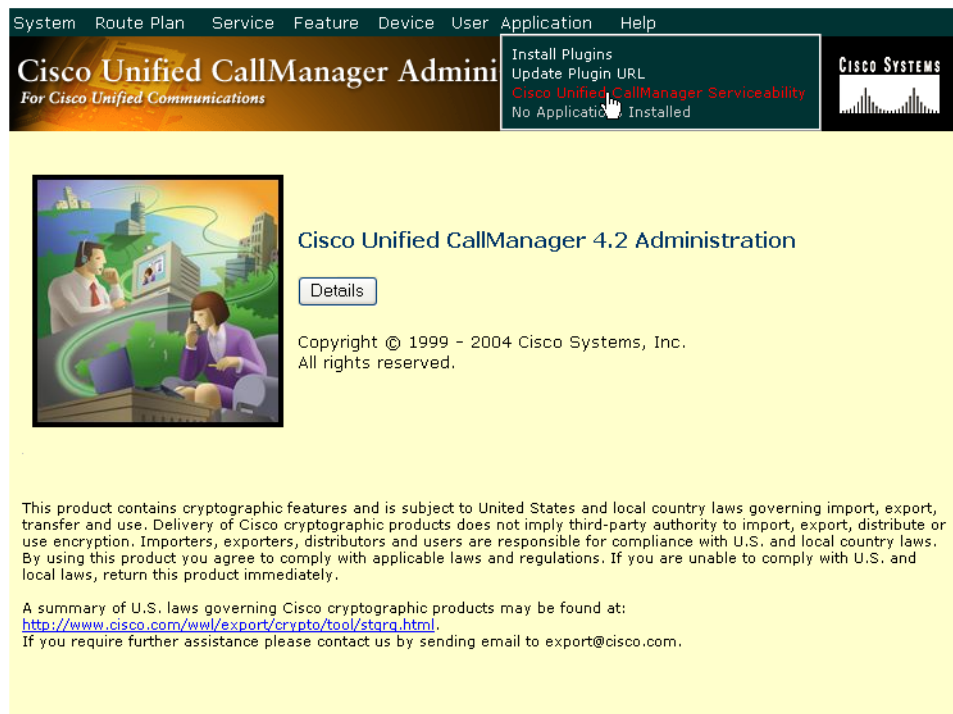 System Route Plan Service Feature Device User Application Help
Cisco Unified CallManager Admini
For Cisco Unified Communications
Install Plugins
Update Plugin URL
Cisco Unified CallManager Serviceability
No Applications Installed
CISCO SYSTEMS
Cisco Unified CallManager 4.2 Administration
Details
Copyright © 1999 - 2004 Cisco Systems, Inc.
All rights reserved.
This product contains cryptographic features and is subject to United States and local country laws governing import, export,
transfer and use. Delivery of Cisco cryptographic products does not imply third-party authority to import, export, distribute or
use encryption. Importers, exporters, distributors and users are responsible for compliance with U.S. and local country laws.
By using this product you agree to comply with applicable laws and regulations. If you are unable to comply with U.S. and
local laws, return this product immediately.
A summary of U.S. laws governing Cisco cryptographic products may be found at:
http://www.cisco.com/wwl/export/crypto/tool/stqrg.html.
If you require further assistance please contact us by sending email to export@cisco.com.